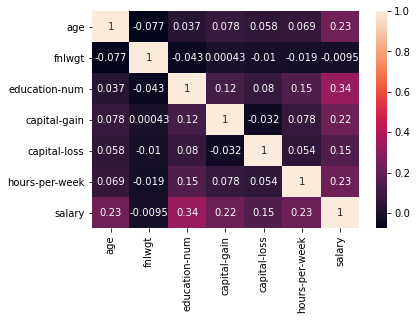 age 1 -0.077 0.037 0.078 0.058 0.069 0.23
fnlwgt -0.077 1 -0.043 0.00043 -0.01 -0.019 -0.0095
education-num 0.037 -0.043 1 0.12 0.08 0.15 0.34
capital-gain 0.078 0.00043 0.12 1 -0.032 0.078 0.22
capital-loss 0.058 -0.01 0.08 -0.032 1 0.054 0.15
hours-per-week 0.069 -0.019 0.15 0.078 0.054 1 0.23
salary 0.23 -0.0095 0.34 0.22 0.15 0.23 1
age fnlwgt education-num capital-gain capital-loss hours-per-week salary
1.0
0.8
0.6
0.4
0.2
0.0